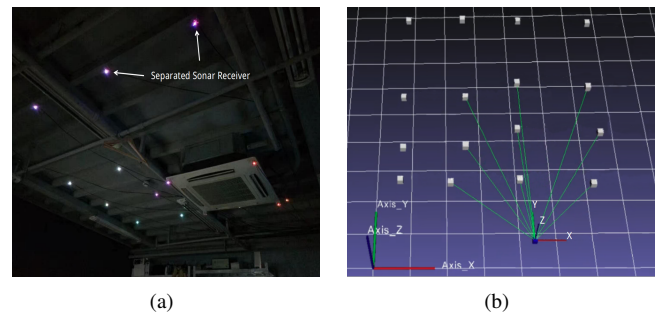 Separated Sonar Receiver
Axis_Y
Axis_Z
Axis_X
Y
Z
X
(a)
(b)